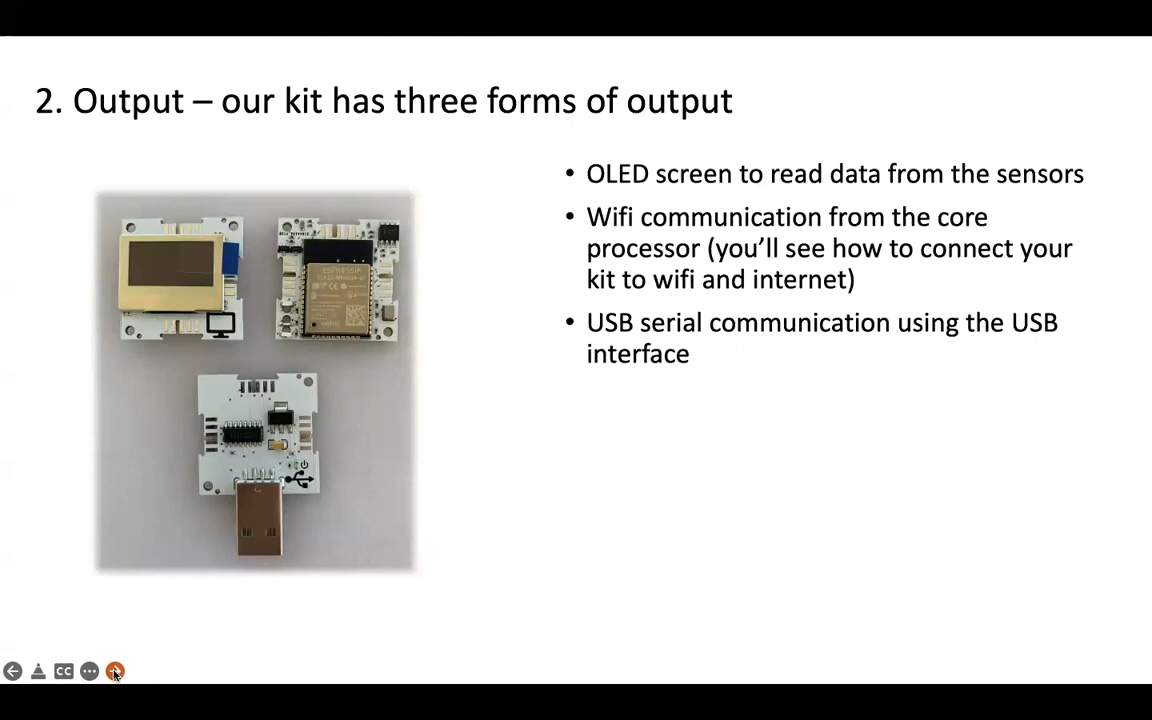 2. Output – our kit has three forms of output
• OLED screen to read data from the sensors
• Wifi communication from the core
processor (you’ll see how to connect your
kit to wifi and internet)
• USB serial communication using the USB
interface
ESPRESSIF
CC